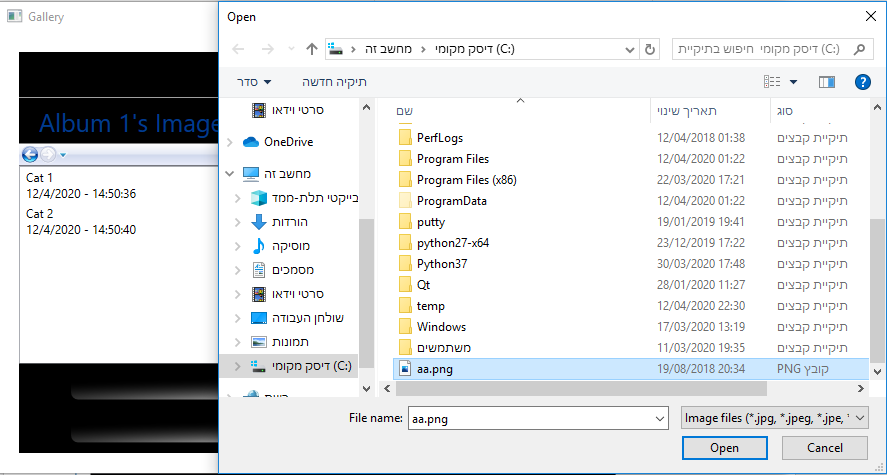 Gallery
Album 1's Image
Cat 1
12/4/2020 - 14:50:36
Cat 2
12/4/2020 - 14:50:40
Open
מחשב זה › דיסק מקומי (C:)
חיפוש בתיקיית דיסק מקומי (C:)
סדר
תיקיה חדשה
סרטי וידאו
OneDrive
מחשב זה
בייקטי תלת-ממד
הורדות
מוסיקה
מסמכים
סרטי וידאו
שולחן העבודה
תמונות
דיסק מקומי (C:)
שם תאריך שינוי סוג
PerfLogs 12/04/2018 01:38 תיקיית קבצים
Program Files 12/04/2020 01:22 תיקיית קבצים
Program Files (x86) 22/03/2020 17:21 תיקיית קבצים
ProgramData 12/04/2020 01:22 תיקיית קבצים
putty 19/01/2019 19:41 תיקיית קבצים
python27-x64 23/12/2019 17:22 תיקיית קבצים
Python37 30/03/2020 17:48 תיקיית קבצים
Qt 28/01/2020 11:27 תיקיית קבצים
temp 12/04/2020 22:30 תיקיית קבצים
Windows 17/03/2020 13:19 תיקיית קבצים
משתמשים 11/03/2020 19:35 תיקיית קבצים
aa.png 19/08/2018 20:34 קובץ PNG
File name: aa.png
Image files (*.jpg, *.jpeg, *.jpe, *
Open Cancel